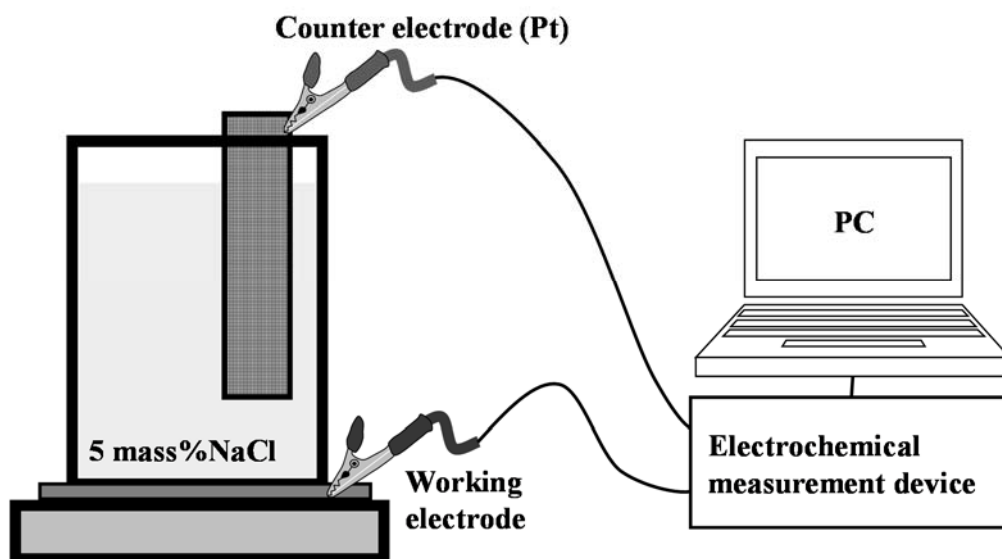 Counter electrode (Pt)
PC
5 mass%NaCl
Working
electrode
Electrochemical
measurement device